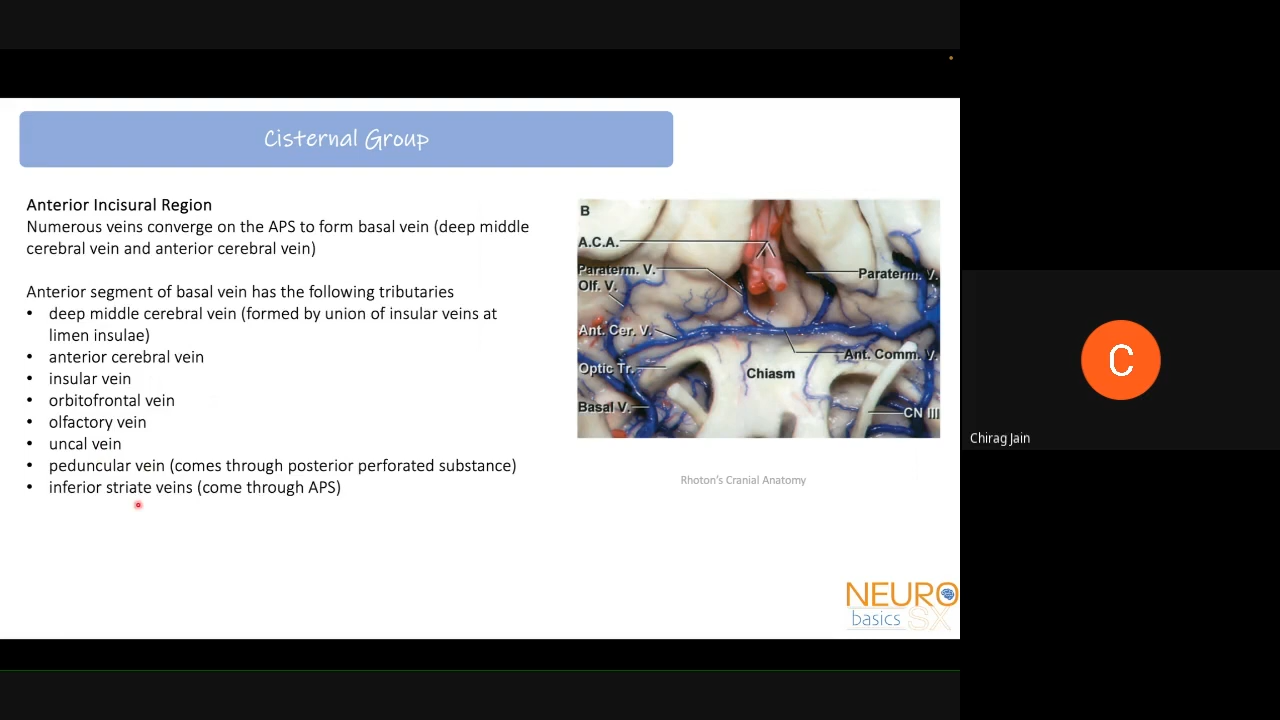 Cisternal Group
Anterior Incisural Region
Numerous veins converge on the APS to form basal vein (deep middle
cerebral vein and anterior cerebral vein)
Anterior segment of basal vein has the following tributaries
• deep middle cerebral vein (formed by union of insular veins at
limen insulae)
• anterior cerebral vein
• insular vein
• orbitofrontal vein
• olfactory vein
• uncal vein
• peduncular vein (comes through posterior perforated substance)
• inferior striate veins (come through APS)
B
A.C.A.
Paraterm. V.
Paraterm. V.
Olf. V.
Ant. Cer. V.
Ant. Comm. V.
Optic Tr.
Chiasm
Basal V.
CN III
Rhoton's Cranial Anatomy
NEURO
basics SX
C
Chirag Jain